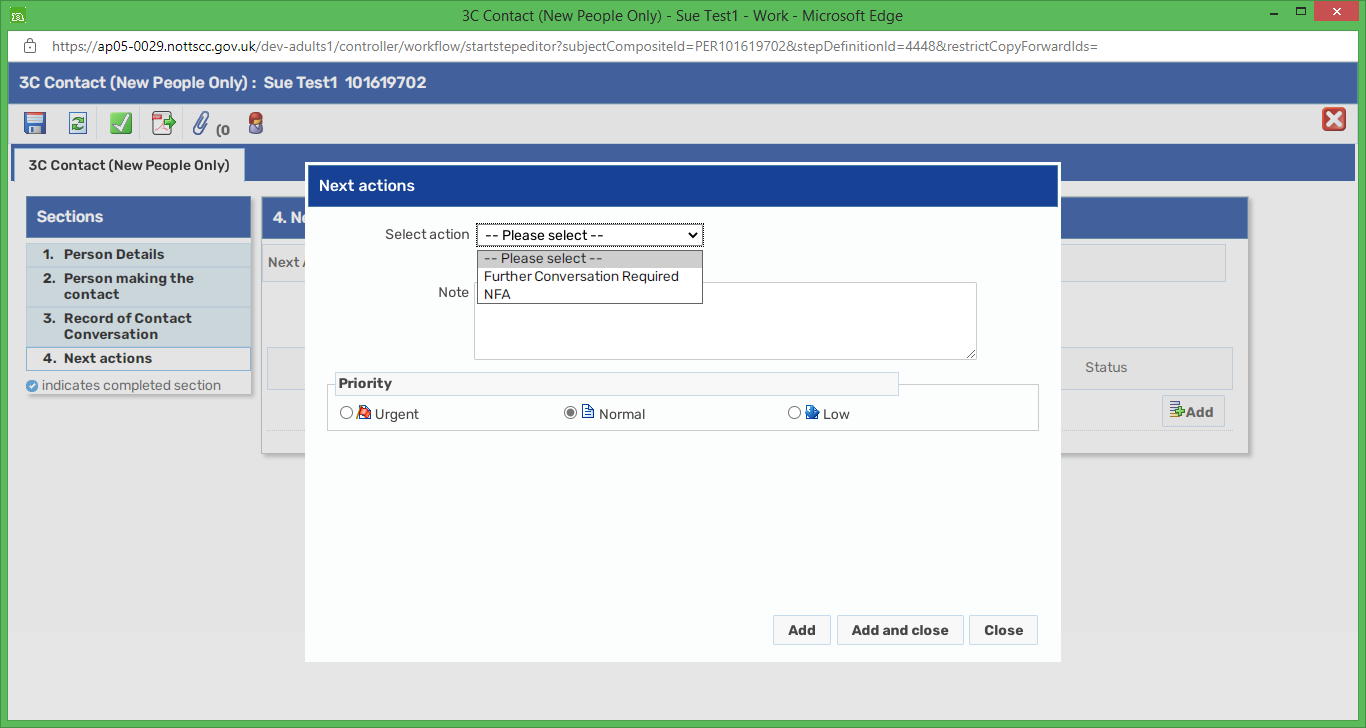 3C Contact (New People Only) - Sue Test1 - Work - Microsoft Edge
https://ap05-0029.nottscc.gov.uk/dev-adults1/controller/workflow/startstepeditor?subjectCompositeId=PER101619702&stepDefinitionId=4448&restrictCopyForwardIds=
3C Contact (New People Only) : Sue Test1 101619702
(0
3C Contact (New People Only)
Sections
1. Person Details
2. Person making the
contact
3. Record of Contact
Conversation
4. Next actions
indicates completed section
4. Ne
Next A
Status
Add
Next actions
Select action -- Please select --
-- Please select --
Further Conversation Required
NFA
Note
Priority
Urgent Normal Low
Add Add and close Close